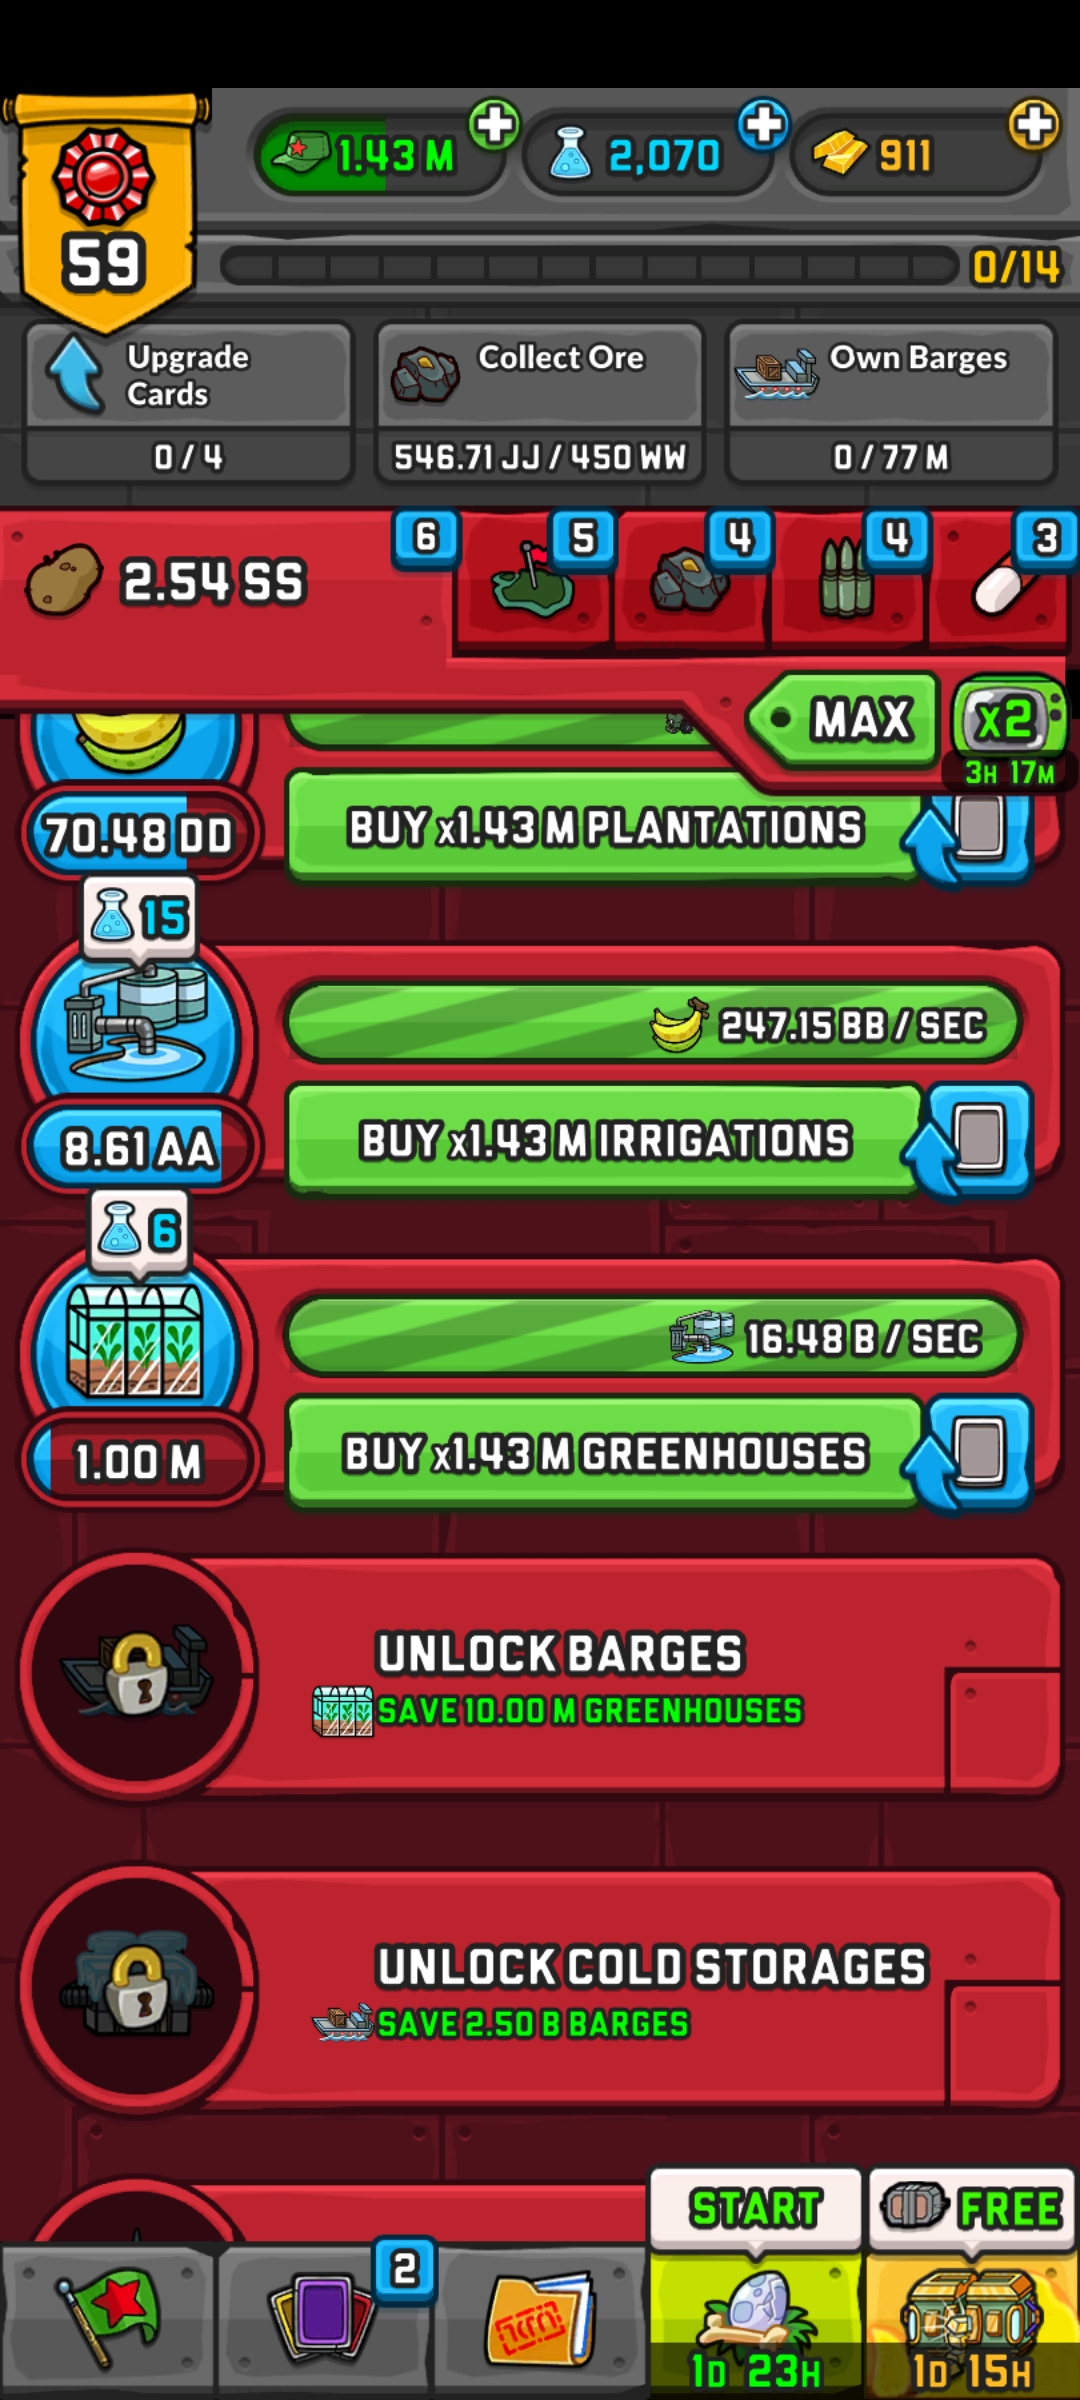 1.43 M
2,070
911
59
0/14
Upgrade
Cards
0 / 4
Collect Ore
546.71 JJ / 450 WW
Own Barges
0 / 77 M
2.54 SS
6
5
4
4
3
MAX
x2
3H 17M
70.48 DD
BUY x1.43 M PLANTATIONS
15
247.15 BB / SEC
8.61 AA
BUY x1.43 M IRRIGATIONS
6
16.48 B / SEC
1.00 M
BUY x1.43 M GREENHOUSES
UNLOCK BARGES
SAVE 10.00 M GREENHOUSES
UNLOCK COLD STORAGES
SAVE 2.50 B BARGES
START
FREE
2
1D 23H
1D 15H